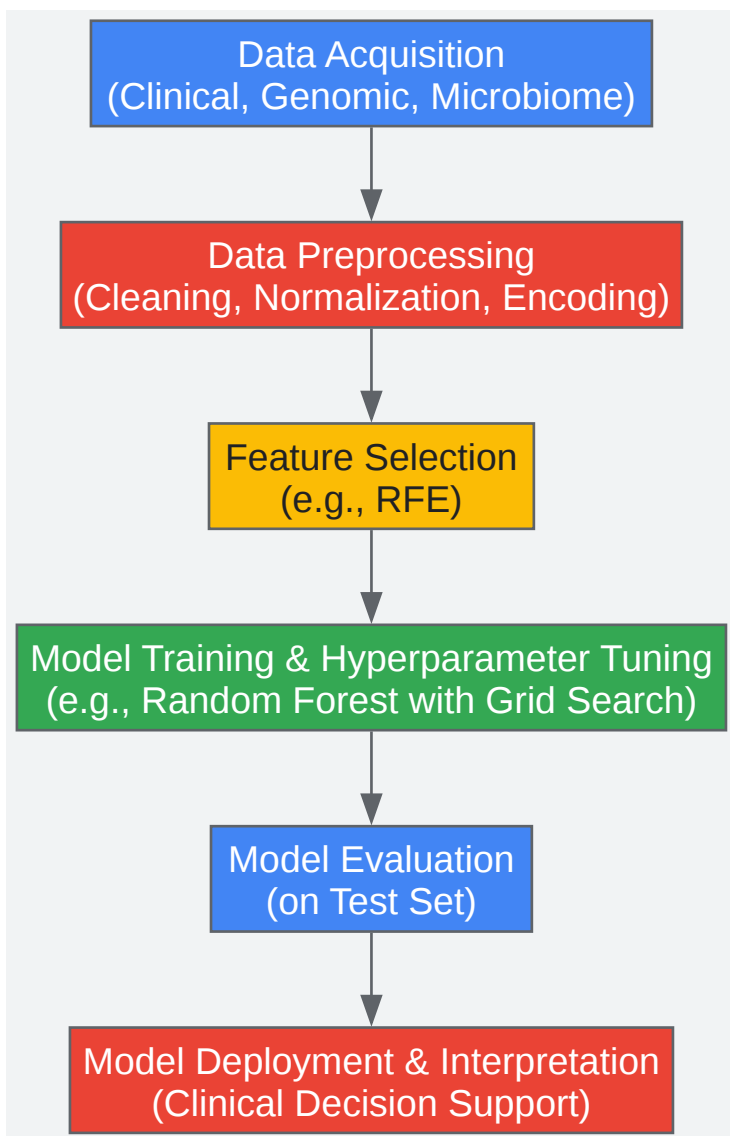 Data Acquisition
(Clinical, Genomic, Microbiome)
Data Preprocessing
(Cleaning, Normalization, Encoding)
Feature Selection
(e.g., RFE)
Model Training & Hyperparameter Tuning
(e.g., Random Forest with Grid Search)
Model Evaluation
(on Test Set)
Model Deployment & Interpretation
(Clinical Decision Support)